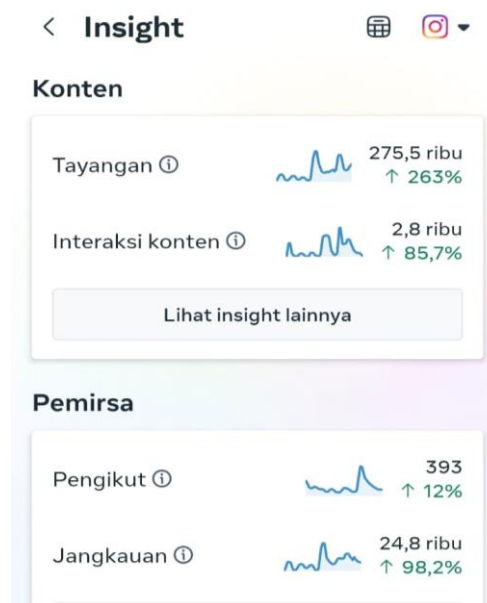 Insight
Konten
Tayangan
275,5 ribu
↑ 263%
Interaksi konten
2,8 ribu
↑ 85,7%
Lihat insight lainnya
Pemirsa
Pengikut
393
↑ 12%
Jangkauan
24,8 ribu
↑ 98,2%